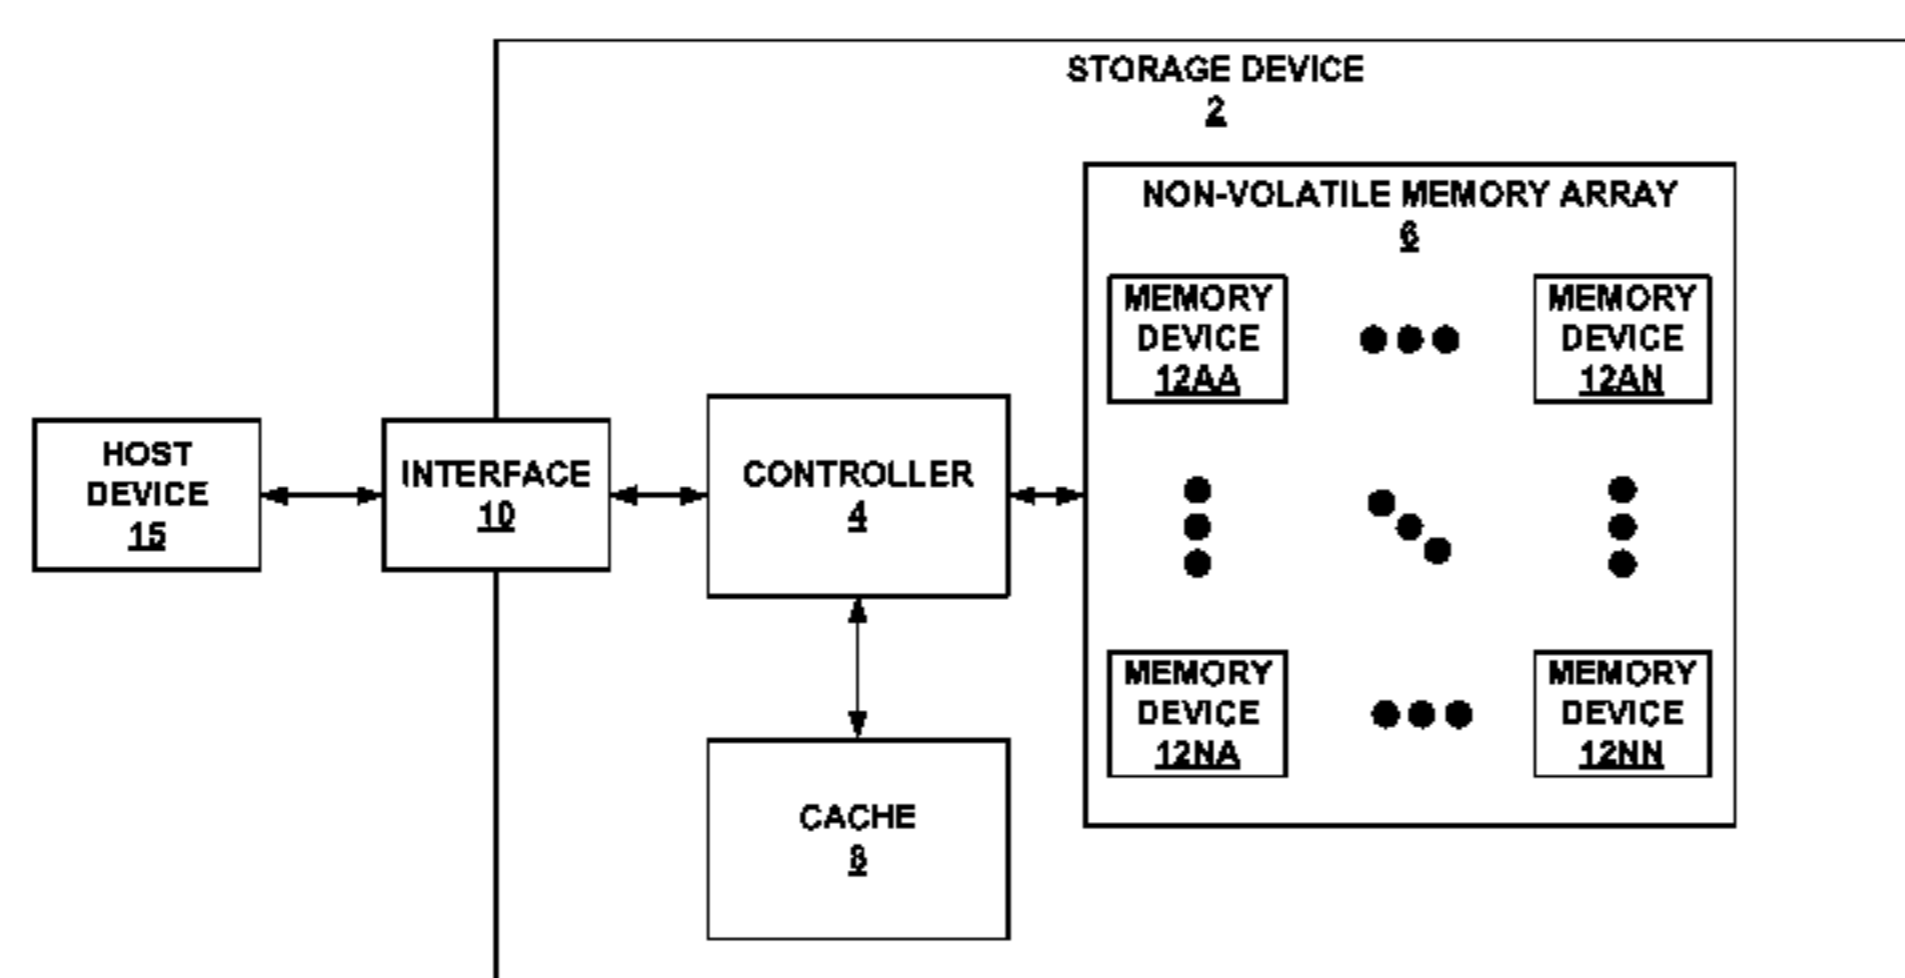 STORAGE DEVICE
2
NON-VOLATILE MEMORY ARRAY
6
MEMORY
DEVICE
12AA
MEMORY
DEVICE
12AN
HOST
DEVICE
15
INTERFACE
10
CONTROLLER
4
MEMORY
DEVICE
12NA
MEMORY
DEVICE
12NN
CACHE
8